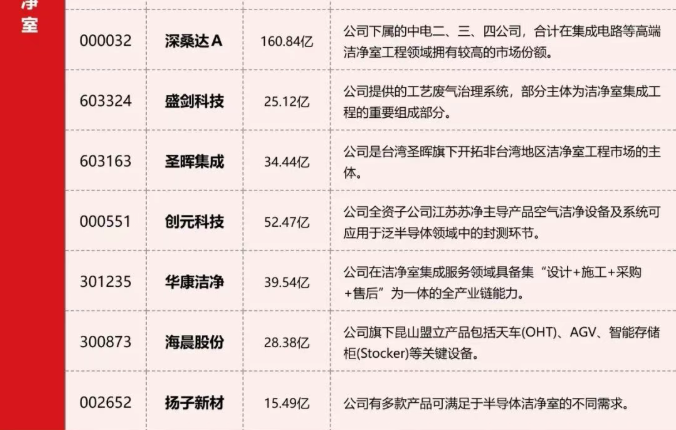 净
室
000032 深桑达A 160.84亿 公司下属的中电二、三、四公司，合计在集成电路等高端
洁净室工程领域拥有较高的市场份额。
603324 盛剑科技 25.12亿 公司提供的工艺废气治理系统，部分主体为洁净室集成工
程的重要组成部分。
603163 圣晖集成 34.44亿 公司是台湾圣晖旗下开拓非台湾地区洁净室工程市场的主
体。
000551 创元科技 52.47亿 公司全资子公司江苏苏净主导产品空气洁净设备及系统可
应用于泛半导体领域中的封测环节。
301235 华康洁净 39.54亿 公司在洁净室集成服务领域具备集“设计+施工+采购
+售后”为一体的全产业链能力。
300873 海晨股份 28.38亿 公司旗下昆山盟立产品包括天车(OHT)、AGV、智能存储
柜(Stocker)等关键设备。
002652 扬子新材 15.49亿 公司有多款产品可满足于半导体洁净室的不同需求。